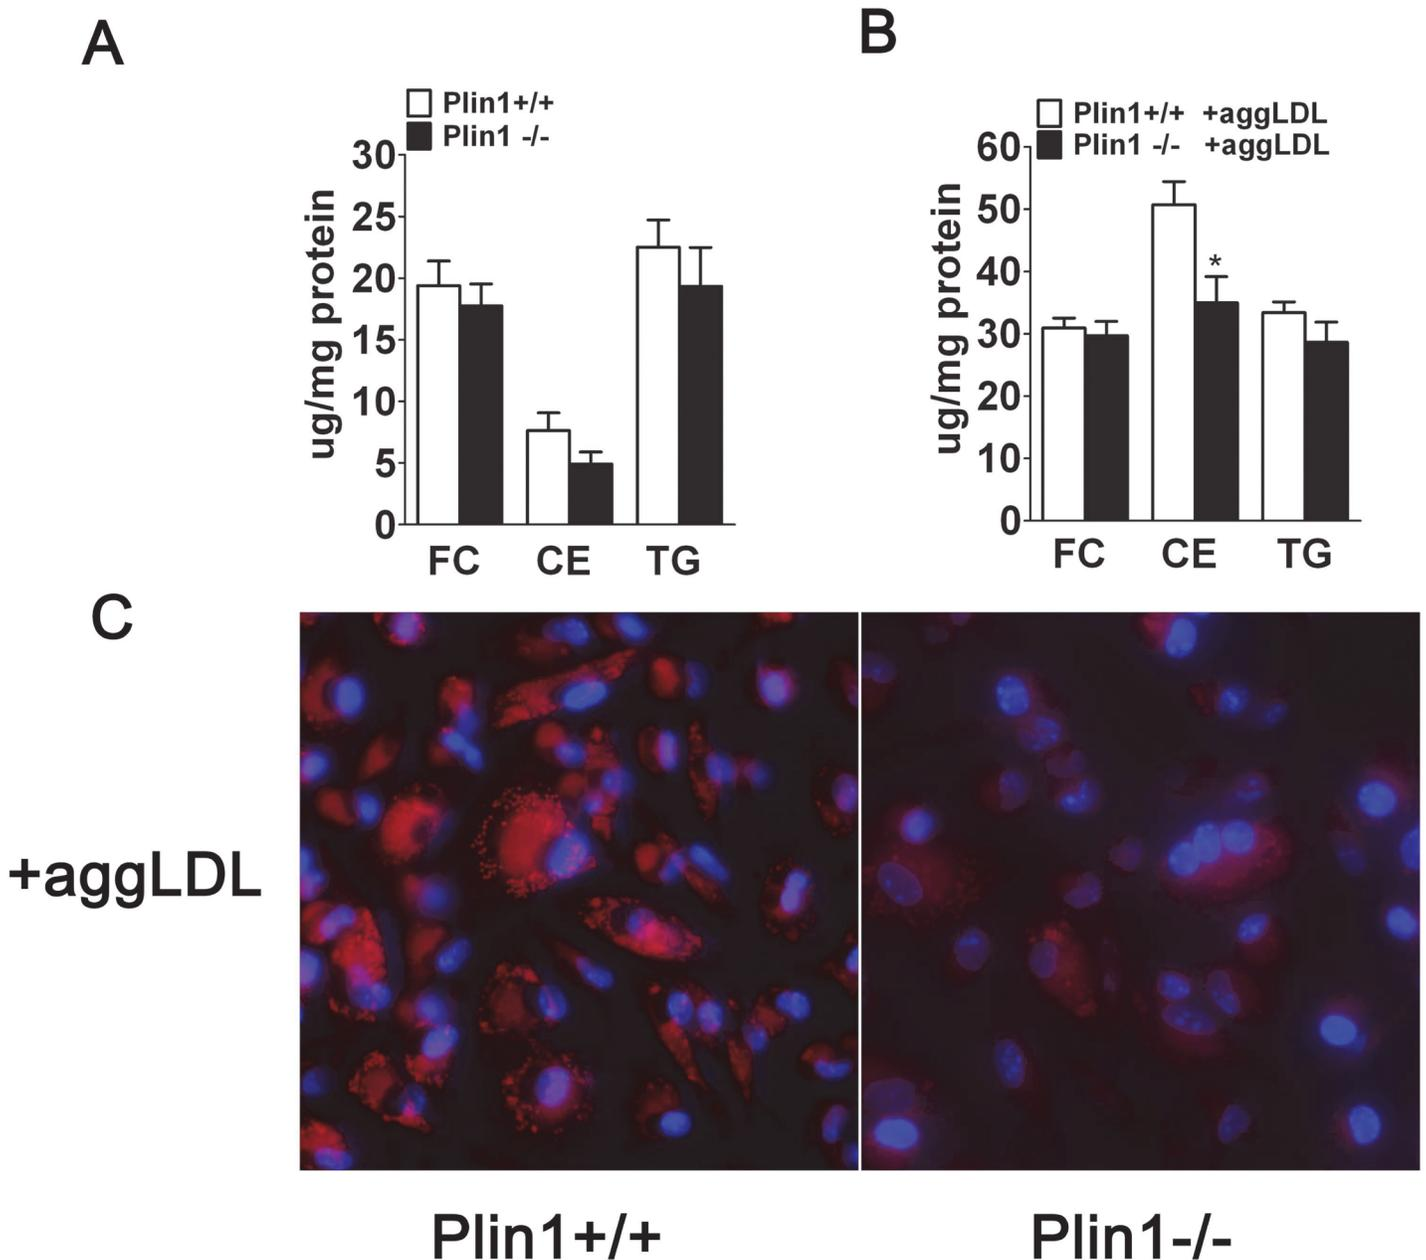 A
B
Plin1+/+
Plin1 -/-
30
25
20
15
10
5
0
ug/mg protein
FC CE TG
Plin1+/+ +aggLDL
Plin1 -/- +aggLDL
60
50
40
30
20
10
0
ug/mg protein
*
FC CE TG
C
+aggLDL
Plin1+/+ Plin1-/-